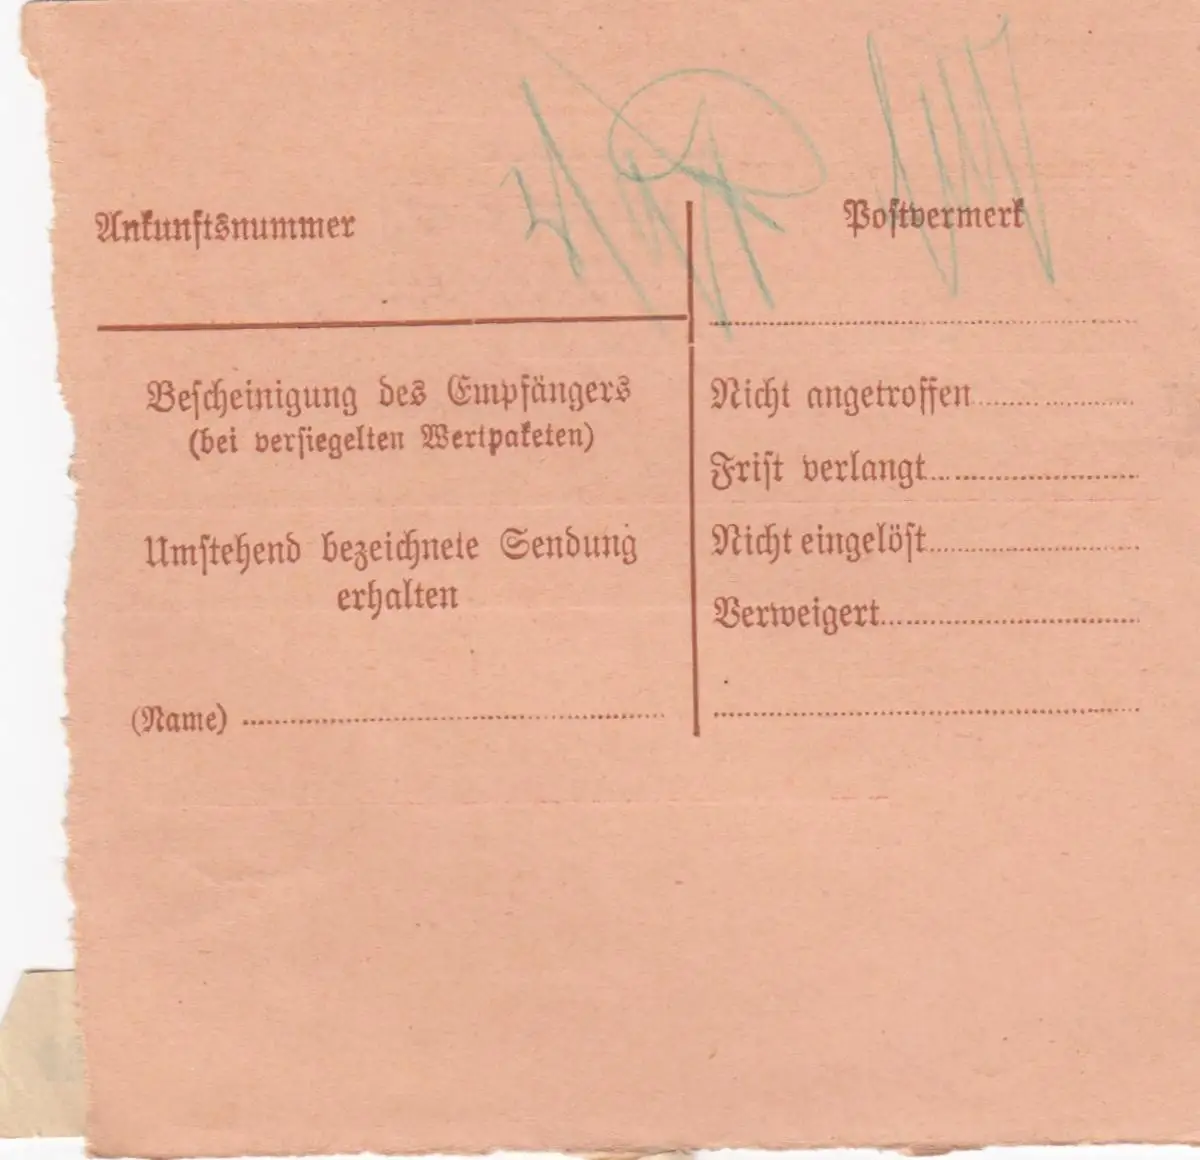 Ankunftsnummer
Bescheinigung des Empfängers
(bei versiegelten Wertpaketen)
Umstehend bezeichnete Sendung
erhalten
(Name)
Postvermerk
Nicht angetroffen
Frist verlangt
Nicht eingelöst
Verweigert